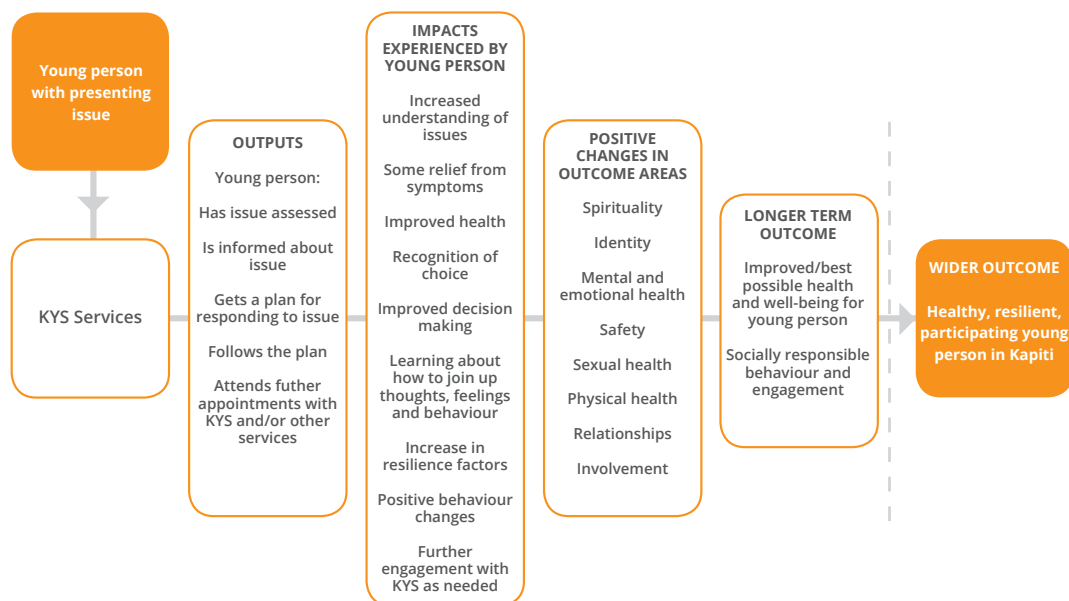 Young person
with presenting
issue
KYS Services
OUTPUTS
Young person:
Has issue assessed
Is informed about
issue
Gets a plan for
responding to issue
Follows the plan
Attends futher
appointments with
KYS and/or other
services
IMPACTS
EXPERIENCED BY
YOUNG PERSON
Increased
understanding of
issues
Some relief from
symptoms
Improved health
Recognition of
choice
Improved decision
making
Learning about
how to join up
thoughts, feelings
and behaviour
Increase in
resilience factors
Positive behaviour
changes
Further
engagement with
KYS as needed
POSITIVE
CHANGES IN
OUTCOME AREAS
Spirituality
Identity
Mental and
emotional health
Safety
Sexual health
Physical health
Relationships
Involvement
LONGER TERM
OUTCOME
Improved/best
possible health
and well-being for
young person
Socially responsible
behaviour and
engagement
WIDER OUTCOME
Healthy, resilient,
participating young
person in Kapiti